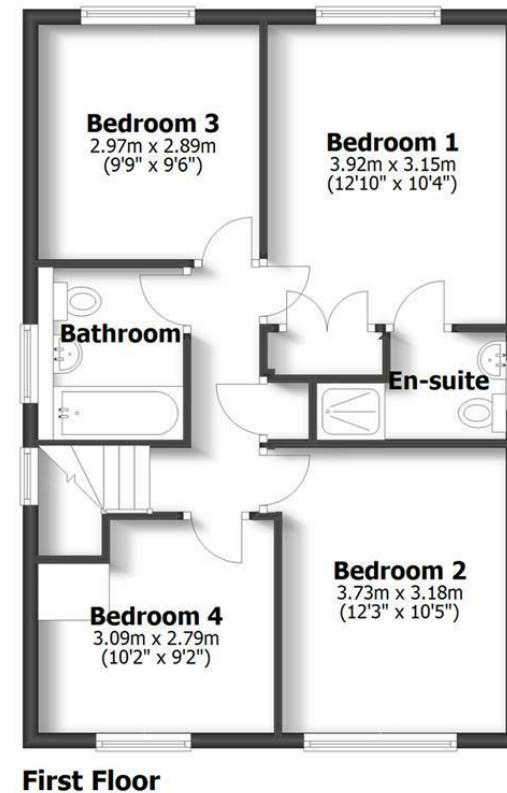 Bedroom 3
2.97m x 2.89m
(9'9" x 9'6")
Bedroom 1
3.92m x 3.15m
(12'10" x 10'4")
Bathroom
En-suite
Bedroom 2
3.73m x 3.18m
(12'3" x 10'5")
Bedroom 4
3.09m x 2.79m
(10'2" x 9'2")
First Floor